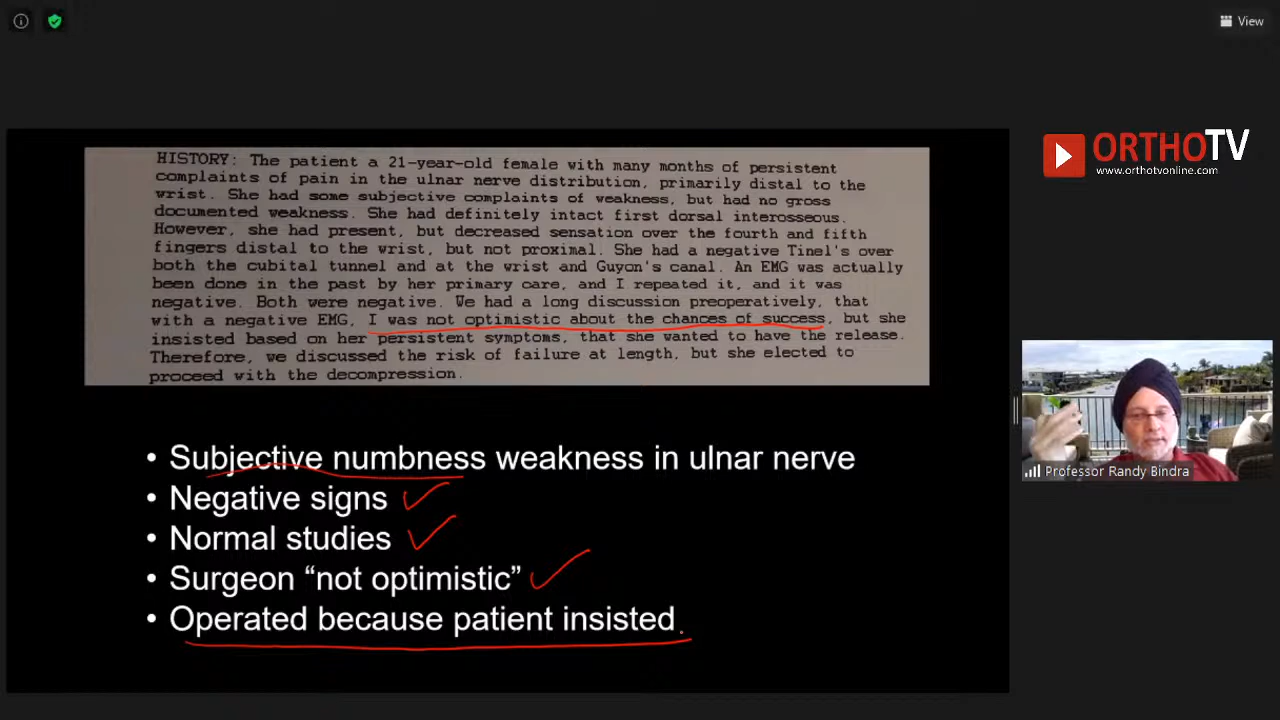 View
ORTHOTV
www.orthotvonline.com
HISTORY: The patient a 21-year-old female with many months of persistent
complaints of pain in the ulnar nerve distribution, primarily distal to the
wrist. She had some subjective complaints of weakness, but had no gross
documented weakness. She had definitely intact first dorsal interosseous.
However, she had present, but decreased sensation over the fourth and fifth
fingers distal to the wrist, but not proximal. She had a negative Tinel's over
both the cubital tunnel and at the wrist and Guyon's canal. An EMG was actually
been done in the past by her primary care, and I repeated it, and it was
negative. Both were negative. We had a long discussion preoperatively, that
with a negative EMG, I was not optimistic about the chances of success, but she
insisted based on her persistent symptoms, that she wanted to have the release.
Therefore, we discussed the risk of failure at length, but she elected to
proceed with the decompression.
• Subjective numbness weakness in ulnar nerve
• Negative signs
• Normal studies
• Surgeon “not optimistic”
• Operated because patient insisted.
Professor Randy Bindra